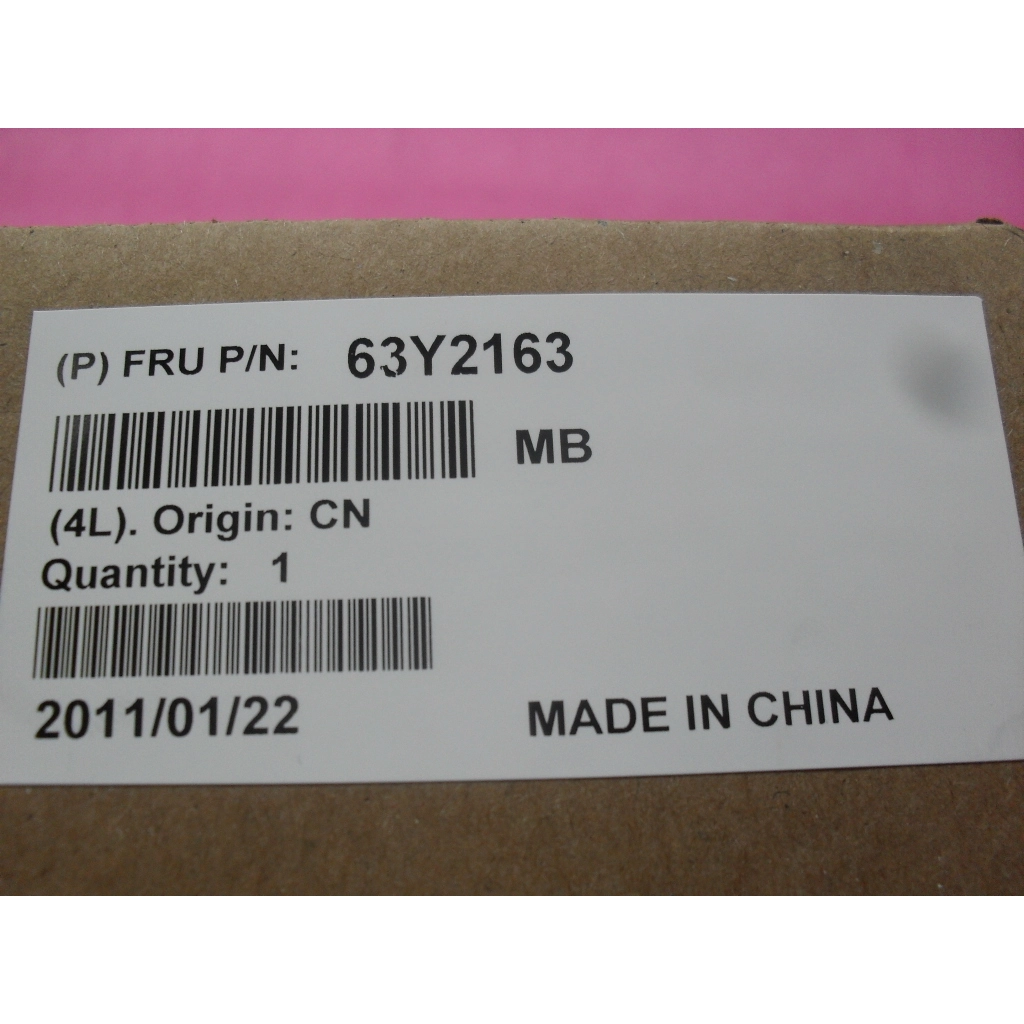 (P) FRU P/N: 63Y2163
MB
(4L). Origin: CN
Quantity: 1
2011/01/22
MADE IN CHINA